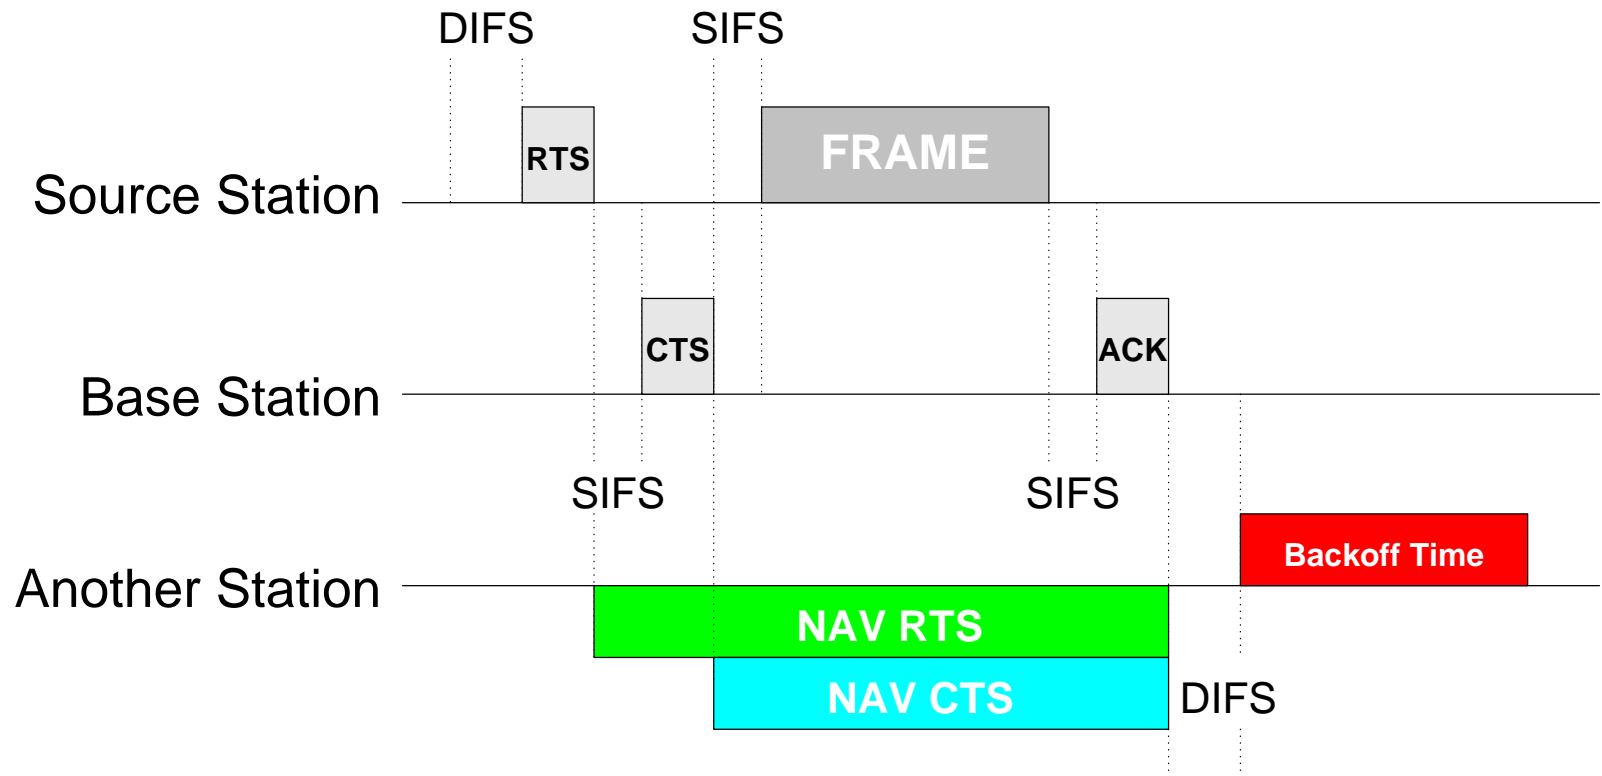 DIFS
SIFS
RTS
FRAME
Source Station
CTS
ACK
Base Station
SIFS
SIFS
Backoff Time
Another Station
NAV RTS
NAV CTS
DIFS